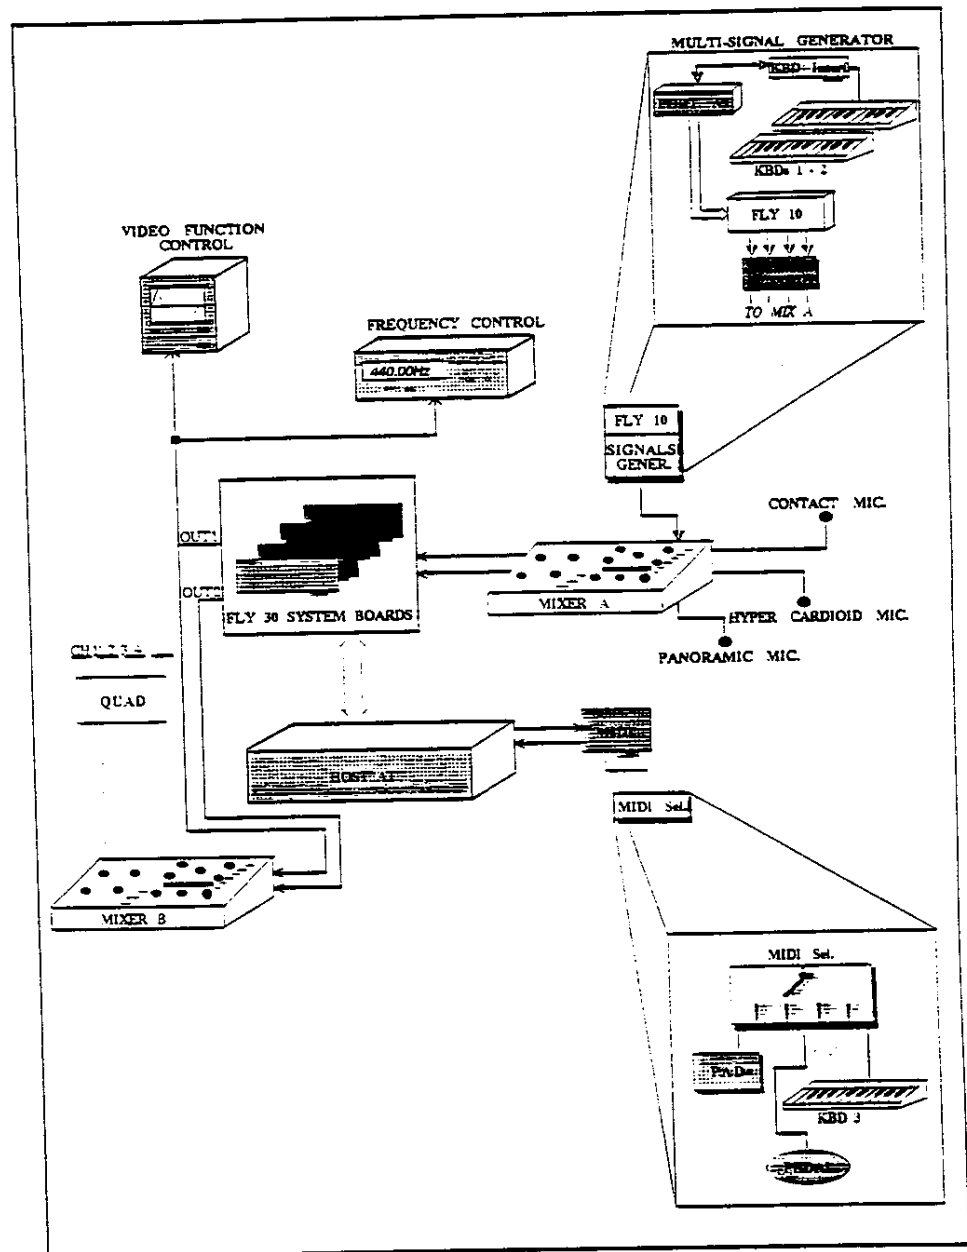 MULTI-SIGNAL GENERATOR
KBDs 1 - 2
FLY 10
TO MIX A
VIDEO FUNCTION
CONTROL
FREQUENCY CONTROL
440.00Hz
FLY 10
SIGNALS
GENER.
CONTACT MIC.
OUT1
MIXER A
HYPER CARDIOID MIC.
OUT2
FLY 30 SYSTEM BOARDS
PANORAMIC MIC.
QUAD
HOST AT
MIDI Sel.
MIXER B
MIDI Sel.
KBD 3